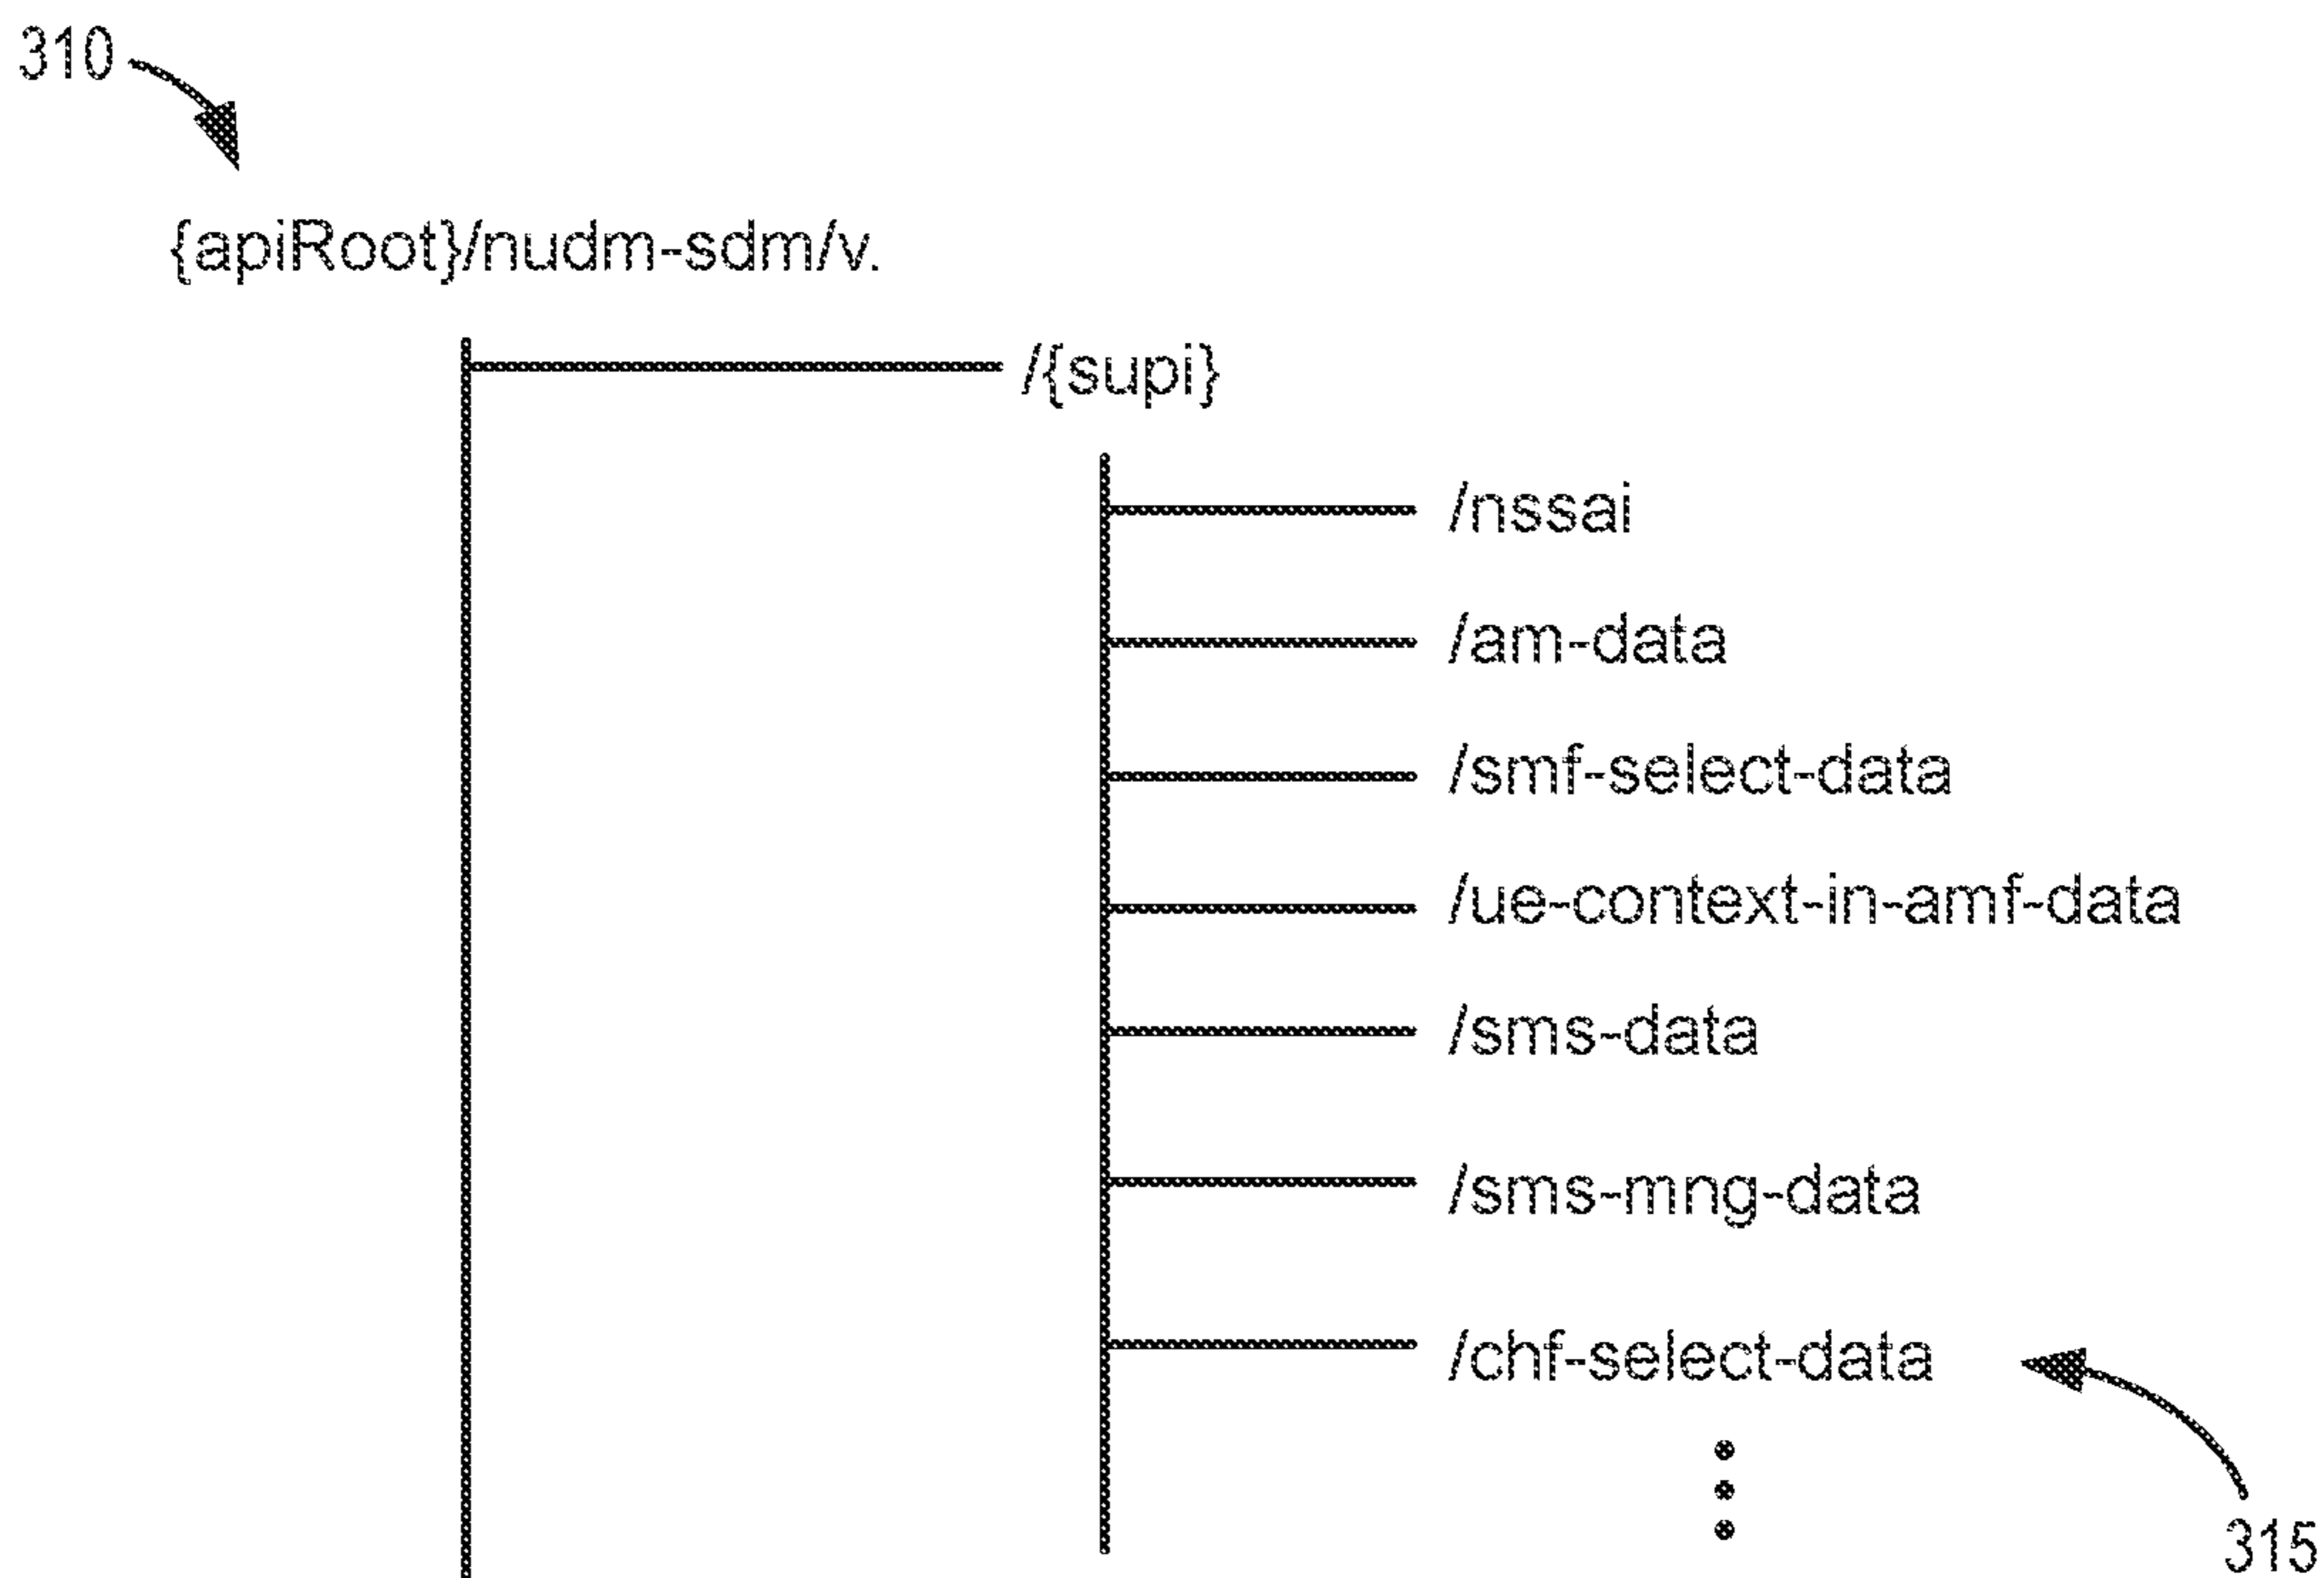 310
{apiRoot}/nudm-sdm/v.
/{supi}
/nssai
/am-data
/smf-select-data
/ue-context-in-amf-data
/sms-data
/sms-mng-data
/chf-select-data
315